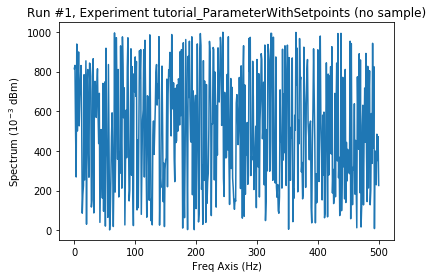 Run #1, Experiment tutorial_ParameterWithSetpoints (no sample)
1000
800
600
400
200
0
Spectrum (10⁻³ dBm)
0 100 200 300 400 500
Freq Axis (Hz)